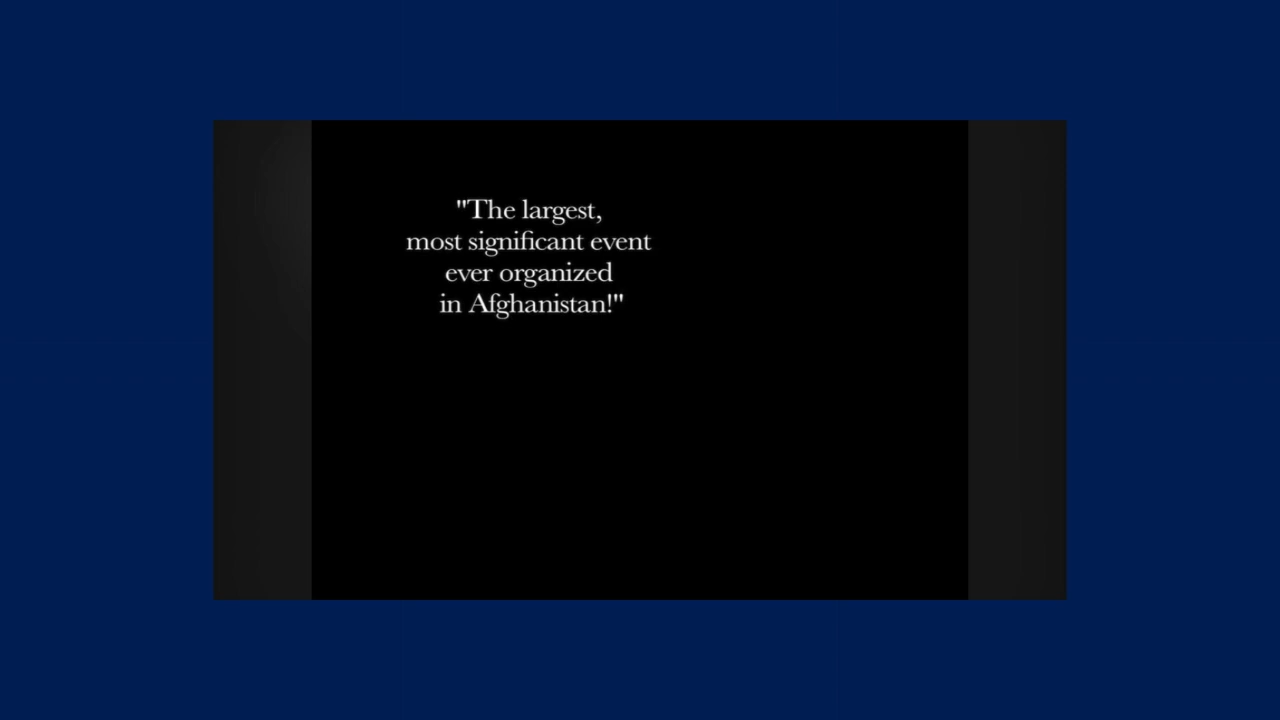 "The largest,
most significant event
ever organized
in Afghanistan!"